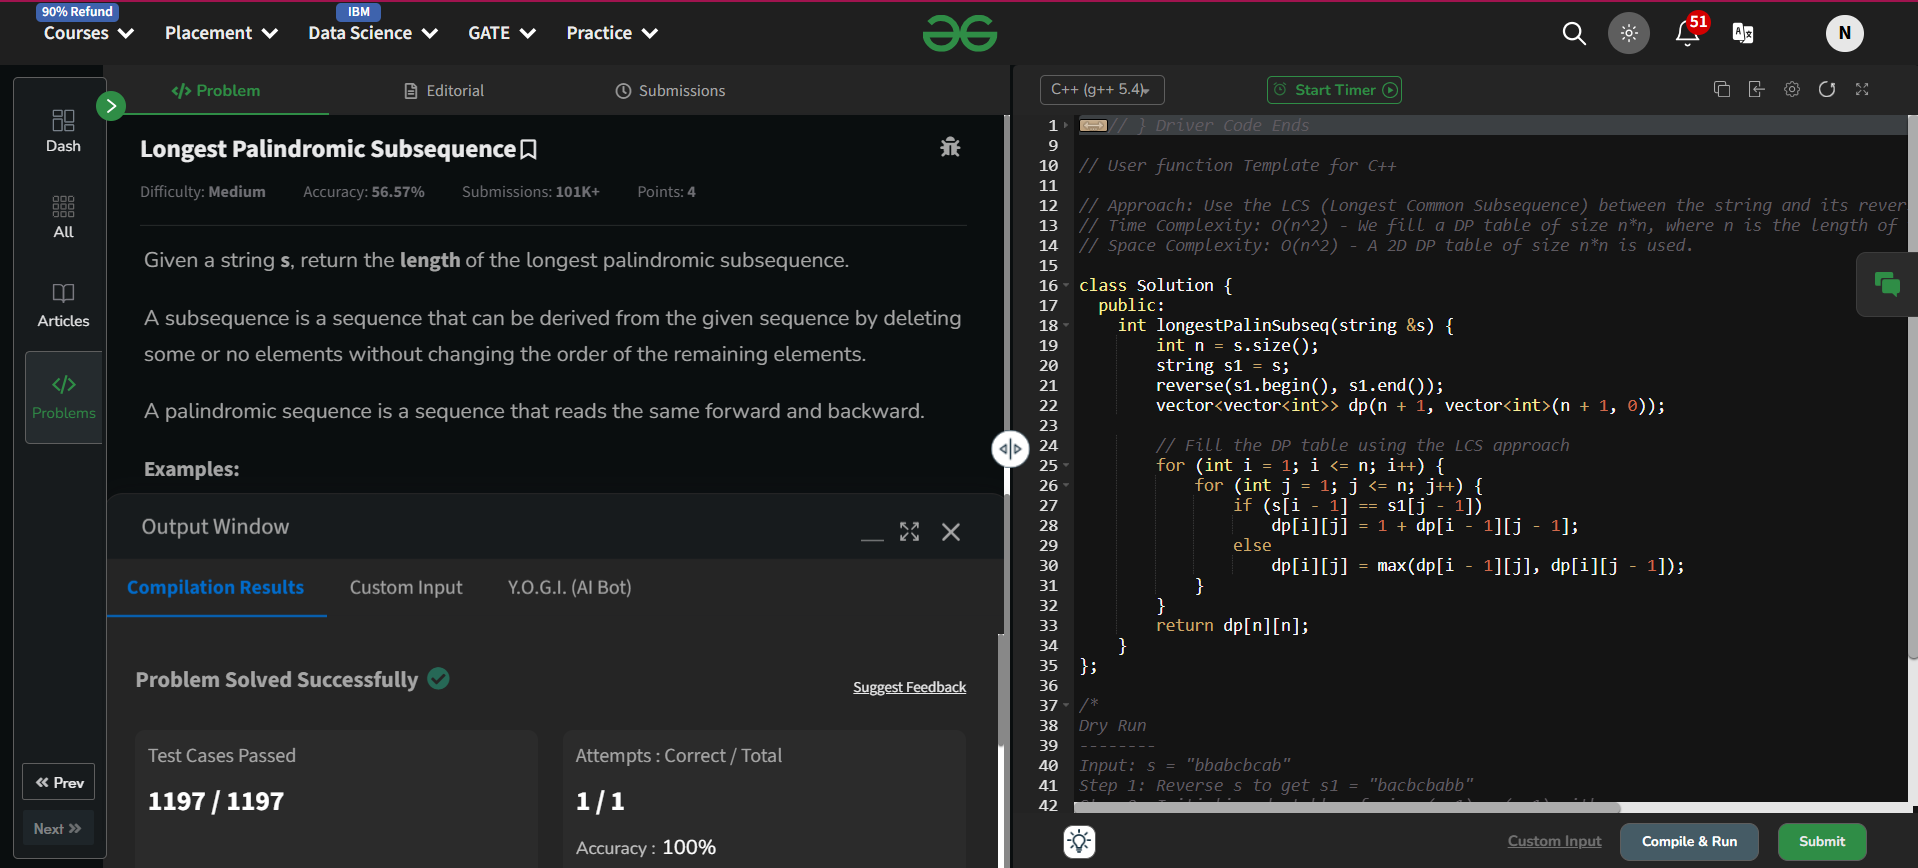 90% Refund
IBM
Courses
Placement
Data Science
GATE
Practice
51
N
Dash
All
Articles
Problems
Prev
Next
Problem
Editorial
Submissions
Longest Palindromic Subsequence
Difficulty: Medium
Accuracy: 56.57%
Submissions: 101K+
Points: 4
Given a string s, return the length of the longest palindromic subsequence.
A subsequence is a sequence that can be derived from the given sequence by deleting
some or no elements without changing the order of the remaining elements.
A palindromic sequence is a sequence that reads the same forward and backward.
Examples:
Output Window
Compilation Results
Custom Input
Y.O.G.I. (AI Bot)
Problem Solved Successfully
Suggest Feedback
Test Cases Passed
1197 / 1197
Attempts : Correct / Total
1 / 1
Accuracy : 100%
C++ (g++ 5.4)
Start Timer
1 // } Driver Code Ends
9
10 // User function Template for C++
11
12 // Approach: Use the LCS (Longest Common Subsequence) between the string and its rever
13 // Time Complexity: O(n^2) - We fill a DP table of size n*n, where n is the length of
14 // Space Complexity: O(n^2) - A 2D DP table of size n*n is used.
15
16 class Solution {
17 public:
18 int longestPalinSubseq(string &s) {
19 int n = s.size();
20 string s1 = s;
21 reverse(s1.begin(), s1.end());
22 vector<vector<int>> dp(n + 1, vector<int>(n + 1, 0));
23
24 // Fill the DP table using the LCS approach
25 for (int i = 1; i <= n; i++) {
26 for (int j = 1; j <= n; j++) {
27 if (s[i - 1] == s1[j - 1])
28 dp[i][j] = 1 + dp[i - 1][j - 1];
29 else
30 dp[i][j] = max(dp[i - 1][j], dp[i][j - 1]);
31 }
32 }
33 return dp[n][n];
34 }
35 };
36
37 /*
38 Dry Run
39 --------
40 Input: s = "bbabcbcab"
41 Step 1: Reverse s to get s1 = "bacbcbabb"
42
Custom Input
Compile & Run
Submit